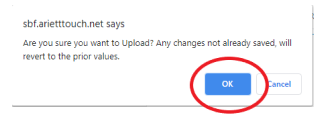 sbf.arietttouch.net says
Are you sure you want to Upload? Any changes not already saved, will
revert to the prior values.
OK
Cancel